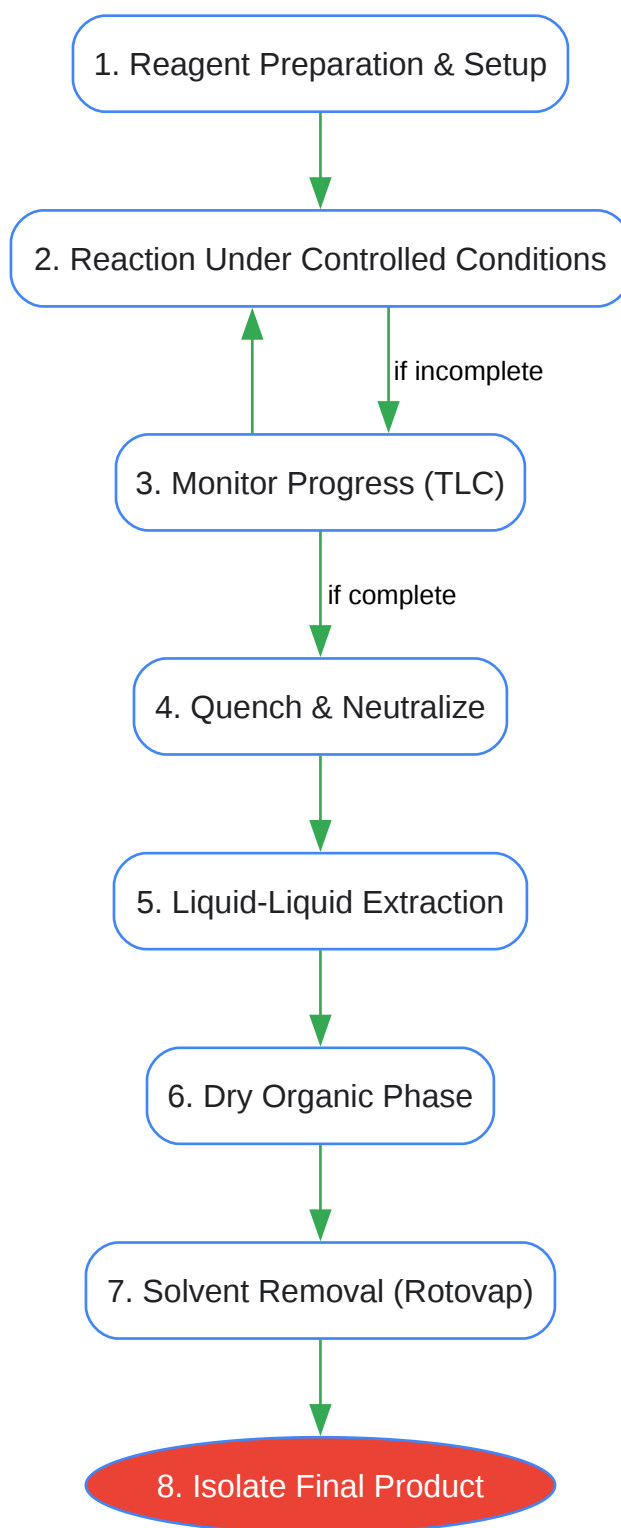 1. Reagent Preparation & Setup
2. Reaction Under Controlled Conditions
if incomplete
3. Monitor Progress (TLC)
if complete
4. Quench & Neutralize
5. Liquid-Liquid Extraction
6. Dry Organic Phase
7. Solvent Removal (Rotovap)
8. Isolate Final Product